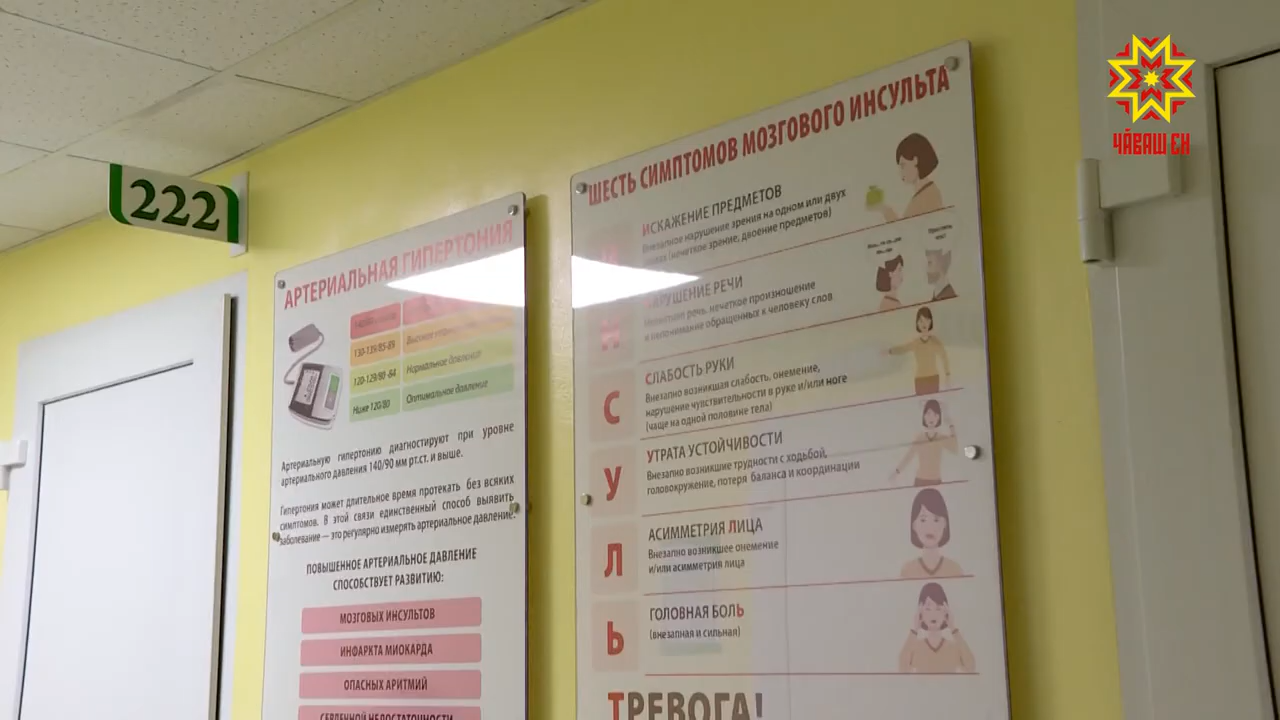 222
ЧӐВАШ ЕН
АРТЕРИАЛЬНАЯ ГИПЕРТОНИЯ
130-139/85-89
120-129/80-84
Нормальное давление
Ниже 120/80
Оптимальное давление
Артериальную гипертонию диагностируют при уровне
артериального давления 140/90 мм рт.ст. и выше.
Гипертония может длительное время протекать без всяких
симптомов. В этой связи единственный способ выявить
заболевание — это регулярно измерять артериальное давление.
ПОВЫШЕННОЕ АРТЕРИАЛЬНОЕ ДАВЛЕНИЕ
СПОСОБСТВУЕТ РАЗВИТИЮ:
МОЗГОВЫХ ИНСУЛЬТОВ
ИНФАРКТА МИОКАРДА
ОПАСНЫХ АРИТМИЙ
СЕРДЕЧНОЙ НЕДОСТАТОЧНОСТИ
ШЕСТЬ СИМПТОМОВ МОЗГОВОГО ИНСУЛЬТА
ИСКАЖЕНИЕ ПРЕДМЕТОВ
Внезапное нарушение зрения на одном или двух
глазах (нечеткое зрение, двоение предметов)
Н
НАРУШЕНИЕ РЕЧИ
речь, нечеткое произношение
и непонимание обращенных к человеку слов
С
СЛАБОСТЬ РУКИ
Внезапно возникшая слабость, онемение,
нарушение чувствительности в руке и/или ноге
(чаще на одной половине тела)
У
УТРАТА УСТОЙЧИВОСТИ
Внезапно возникшие трудности с ходьбой,
головокружение, потеря баланса и координации
Л
АСИММЕТРИЯ ЛИЦА
Внезапно возникшее онемение
и/или асимметрия лица
Ь
ГОЛОВНАЯ БОЛЬ
(внезапная и сильная)
ТРЕВОГА!